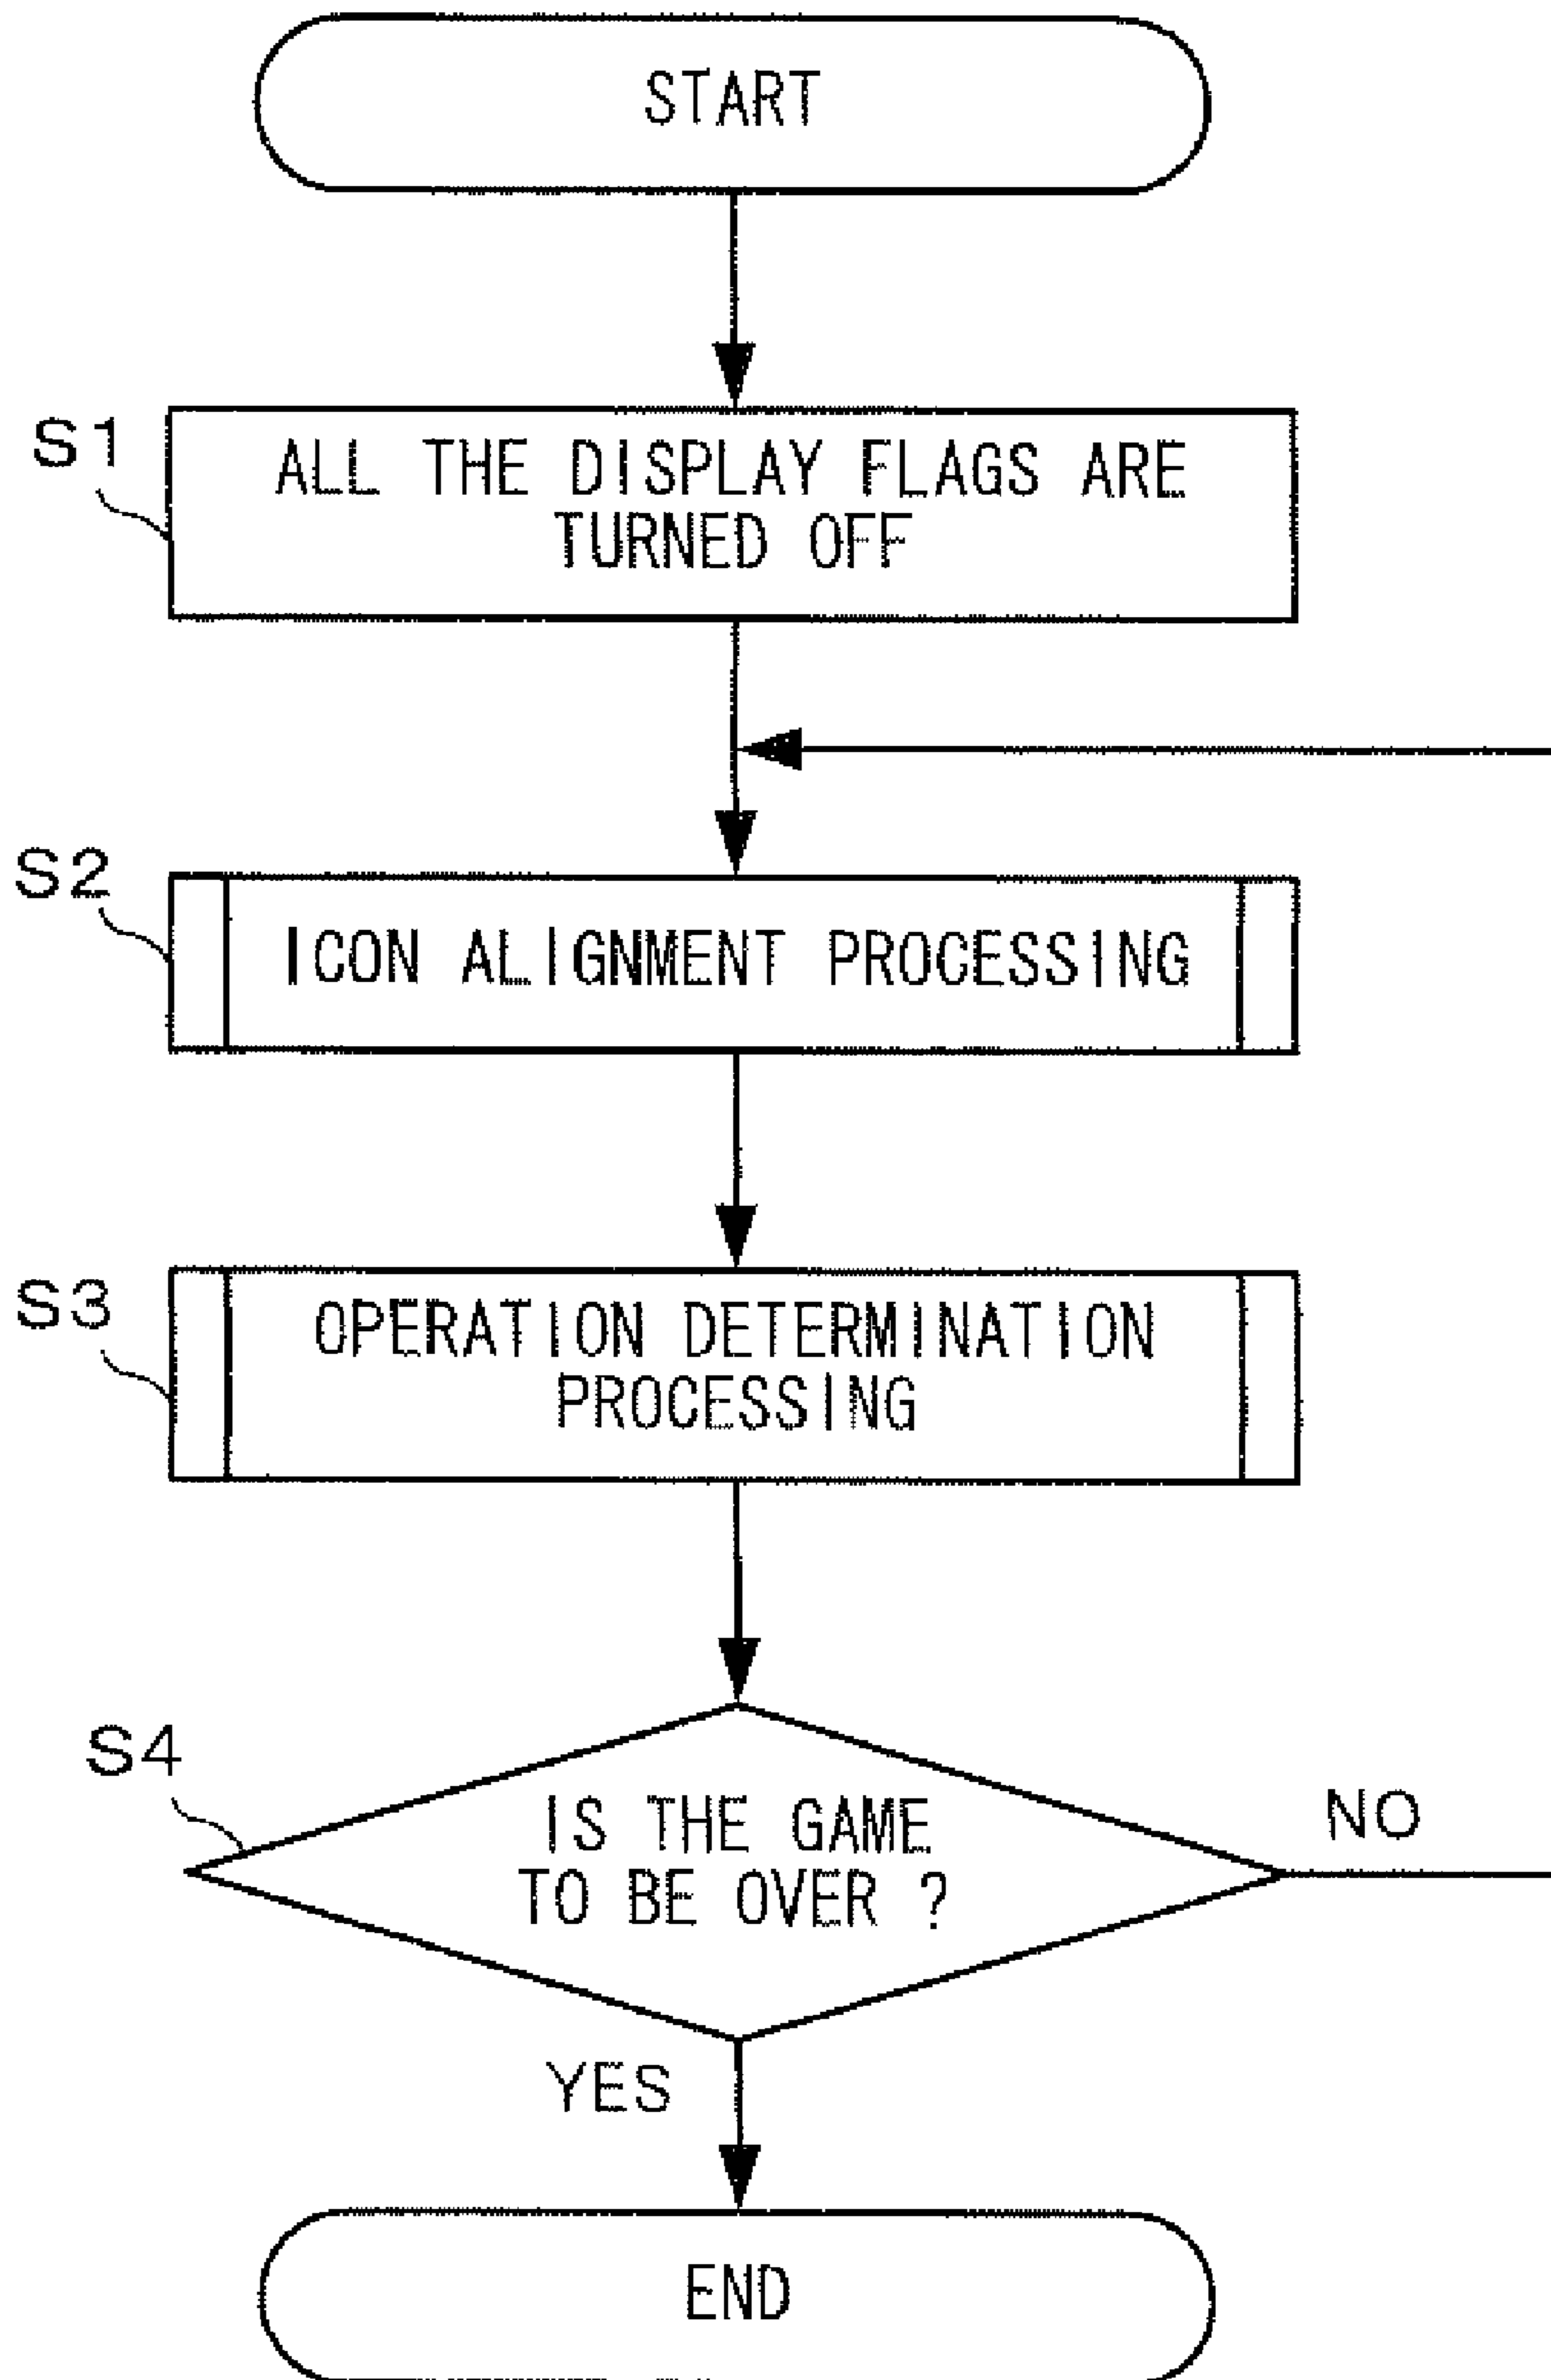 START
S1
ALL THE DISPLAY FLAGS ARE
TURNED OFF
S2
ICON ALIGNMENT PROCESSING
S3
OPERATION DETERMINATION
PROCESSING
S4
IS THE GAME
TO BE OVER ?
NO
YES
END